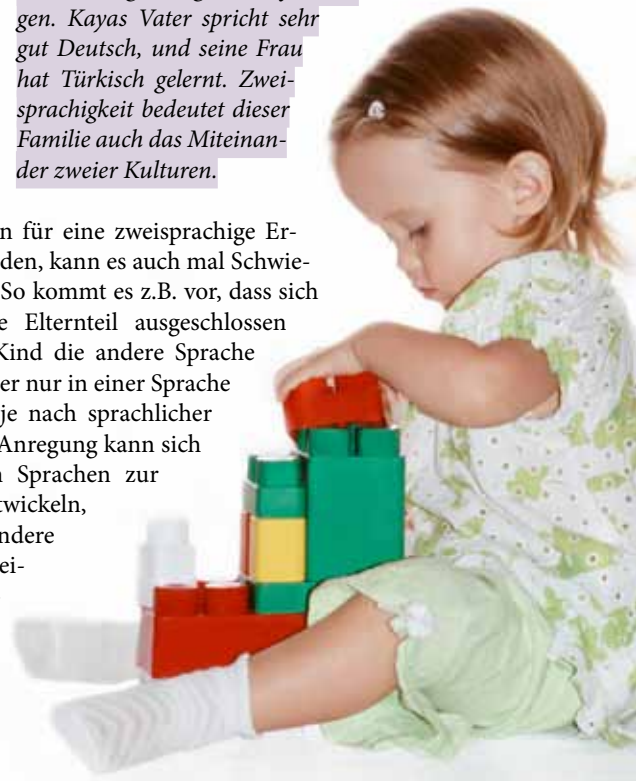 gen. Kayas Vater spricht sehr
gut Deutsch, und seine Frau
hat Türkisch gelernt. Zwei-
sprachigkeit bedeutet dieser
Familie auch das Miteinan-
der zweier Kulturen.
n für eine zweisprachige Er-
den, kann es auch mal Schwie-
So kommt es z.B. vor, dass sich
e Elternteil ausgeschlossen
Kind die andere Sprache
er nur in einer Sprache
je nach sprachlicher
Anregung kann sich
n Sprachen zur
twickeln,
ndere
ei-